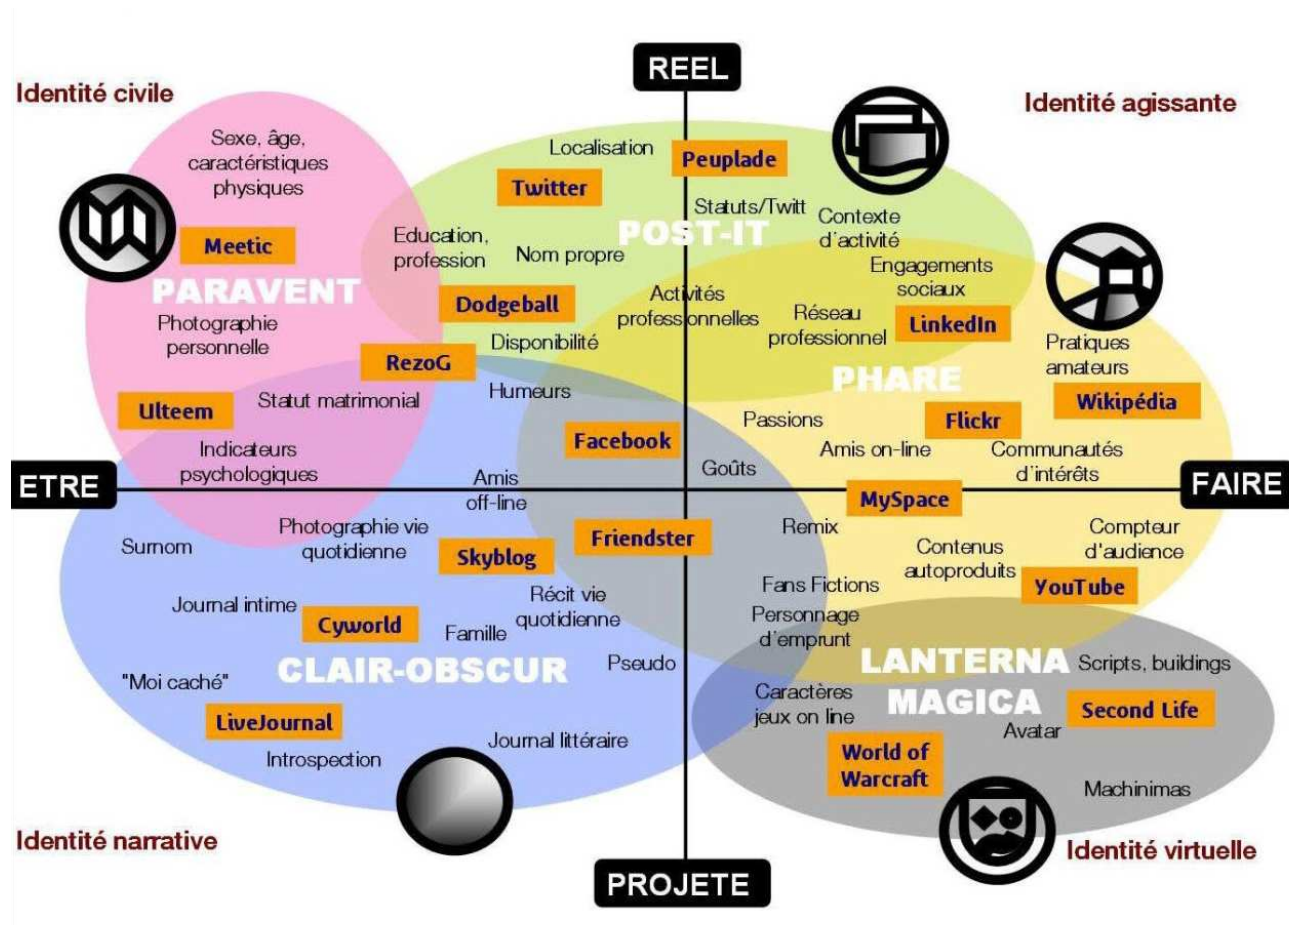 REEL
Identité civile
Identité agissante
Sexe, âge,
caractéristiques
physiques
Localisation
Peuplade
Twitter
Statuts/Twitt
Contexte
d'activité
Meetic
Education,
profession
Nom propre
POST-IT
Engagements
sociaux
PARAVENT
Dodgeball
Activités
professionnelles
Réseau
professionnel
LinkedIn
Photographie
personnelle
Disponibilité
Pratiques
amateurs
RezoG
PHARE
Humeurs
Ulteem
Statut matrimonial
Wikipédia
Passions
Flickr
Facebook
Indicateurs
psychologiques
Amis on-line
Communautés
d'intérêts
Goûts
Amis
off-line
ETRE
FAIRE
MySpace
Photographie vie
quotidienne
Surnom
Skyblog
Friendster
Remix
Compteur
d'audience
Contenus
autoproduits
Fans Fictions
YouTube
Récit vie
quotidienne
Journal intime
Cyworld
Famille
Personnage
d'emprunt
CLAIR-OBSCUR
Pseudo
LANTERNA
MAGICA
Scripts, buildings
"Moi caché"
Caractères
jeux on line
LiveJournal
Second Life
Avatar
Introspection
Journal littéraire
World of
Warcraft
Machinimas
Identité narrative
Identité virtuelle
PROJETE